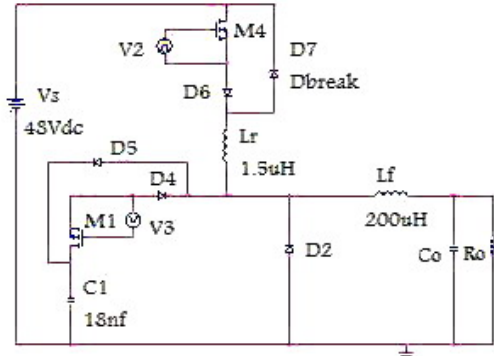 M4
V2
D7
Dbreak
D6
Vs
48Vdc
Lr
1.5uH
D5
D4
Lf
200uH
M1
V3
D2
Co
Ro
C1
18nf